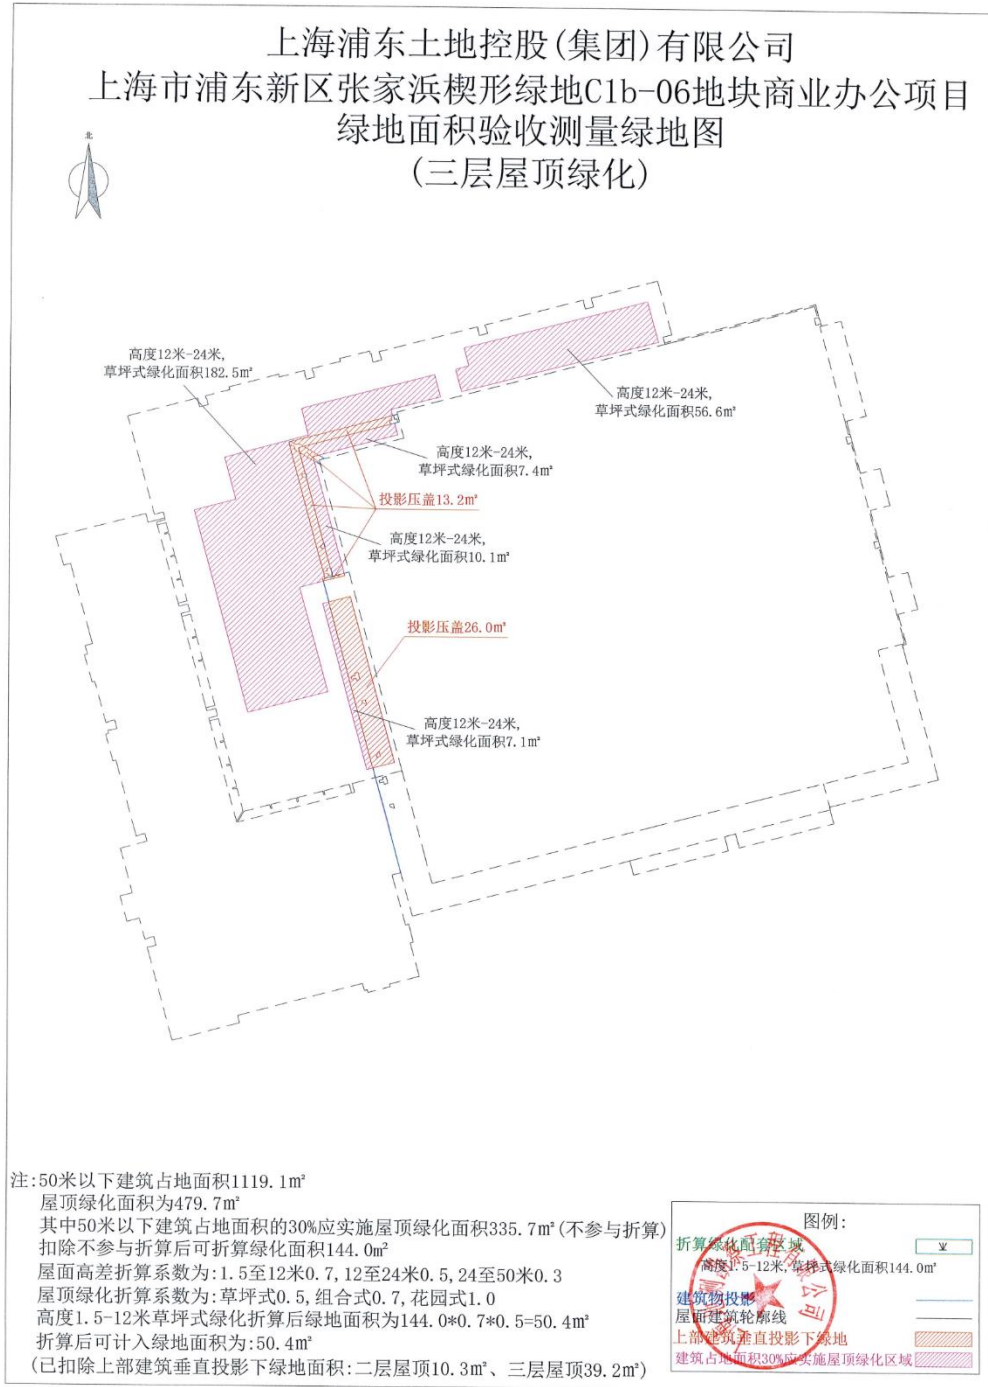 上海浦东土地控股(集团)有限公司
上海市浦东新区张家浜楔形绿地C1b-06地块商业办公项目
绿地面积验收测量绿地图
(三层屋顶绿化)
北
高度12米-24米,
草坪式绿化面积182.5m²
高度12米-24米,
草坪式绿化面积56.6m²
高度12米-24米,
草坪式绿化面积7.4m²
投影压盖13.2m²
高度12米-24米,
草坪式绿化面积10.1m²
投影压盖26.0m²
高度12米-24米,
草坪式绿化面积7.1m²
注:50米以下建筑占地面积1119.1m²
屋顶绿化面积为479.7m²
其中50米以下建筑占地面积的30%应实施屋顶绿化面积335.7m²(不参与折算)
扣除不参与折算后可折算绿化面积144.0m²
屋面高差折算系数为:1.5至12米0.7,12至24米0.5,24至50米0.3
屋顶绿化折算系数为:草坪式0.5,组合式0.7,花园式1.0
高度1.5-12米草坪式绿化折算后绿地面积为144.0*0.7*0.5=50.4m²
折算后可计入绿地面积为:50.4m²
(已扣除上部建筑垂直投影下绿地面积:二层屋顶10.3m²、三层屋顶39.2m²)
图例:
折算绿化配套区域
高度1.5-12米,草坪式绿化面积144.0m²
建筑物投影
屋面建筑轮廓线
上部建筑垂直投影下绿地
建筑占地面积30%应实施屋顶绿化区域